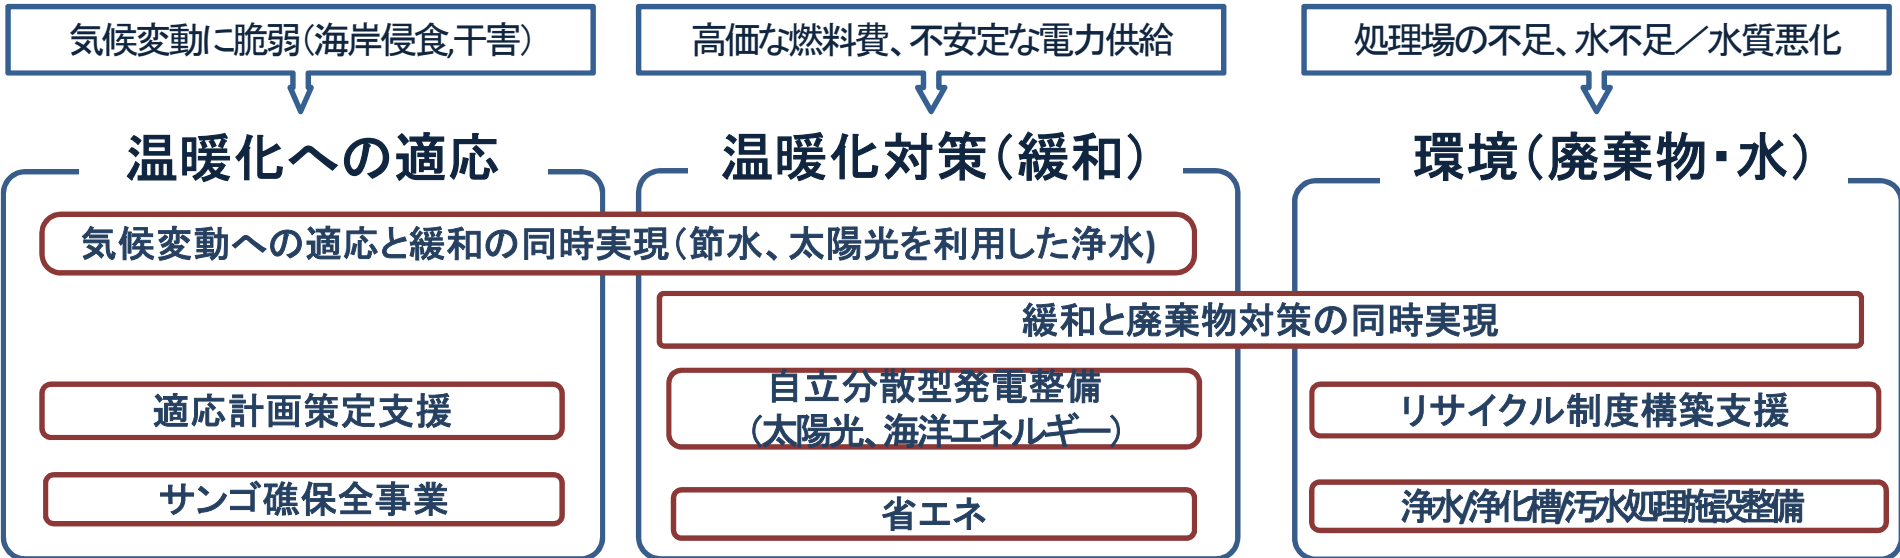 気候変動に脆弱(海岸侵食,干害)
高価な燃料費、不安定な電力供給
処理場の不足、水不足／水質悪化
温暖化への適応
温暖化対策(緩和)
環境(廃棄物・水)
気候変動への適応と緩和の同時実現(節水、太陽光を利用した浄水)
緩和と廃棄物対策の同時実現
適応計画策定支援
自立分散型発電整備
(太陽光、海洋エネルギー)
リサイクル制度構築支援
サンゴ礁保全事業
省エネ
浄水/浄化槽/汚水処理施設整備